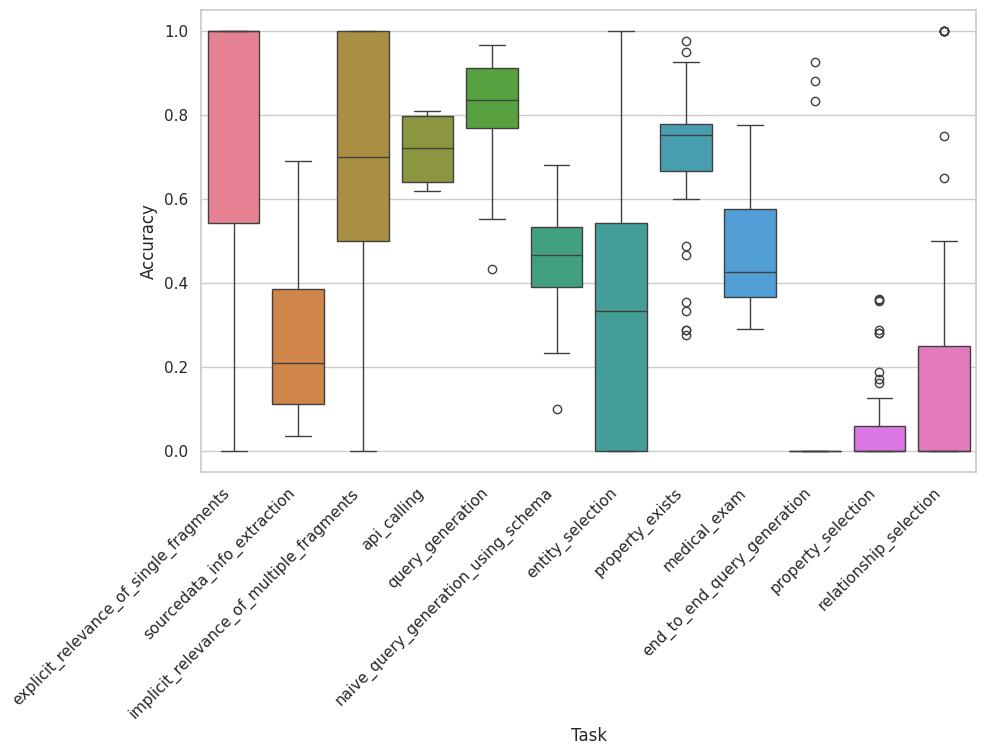 1.0
0.8
0.6
0.4
0.2
0.0
Accuracy
explicit_relevance_of_single_fragments
sourcedata_info_extraction
implicit_relevance_of_multiple_fragments
api_calling
query_generation
naive_query_generation_using_schema
entity_selection
property_exists
medical_exam
end_to_end_query_generation
property_selection
relationship_selection
Task